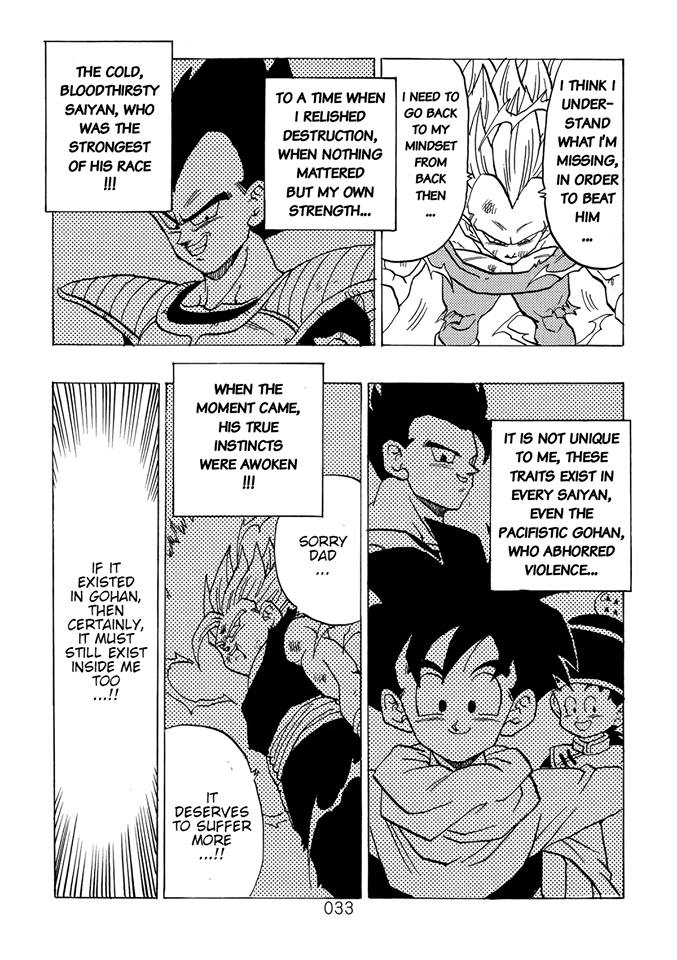 I THINK I
UNDER-
STAND
WHAT I'M
MISSING,
IN ORDER
TO BEAT
HIM
...
I NEED TO
GO BACK
TO MY
MINDSET
FROM
BACK
THEN
...
TO A TIME WHEN
I RELISHED
DESTRUCTION,
WHEN NOTHING
MATTERED
BUT MY OWN
STRENGTH...
THE COLD,
BLOODTHIRSTY
SAIYAN, WHO
WAS THE
STRONGEST
OF HIS RACE
!!!
IT IS NOT UNIQUE
TO ME, THESE
TRAITS EXIST IN
EVERY SAIYAN,
EVEN THE
PACIFISTIC GOHAN,
WHO ABHORRED
VIOLENCE...
WHEN THE
MOMENT CAME,
HIS TRUE
INSTINCTS
WERE AWOKEN
!!!
SORRY
DAD
...
IT
DESERVES
TO SUFFER
MORE
...!!
IF IT
EXISTED
IN GOHAN,
THEN
CERTAINLY,
IT MUST
STILL EXIST
INSIDE ME
TOO
...!!
033